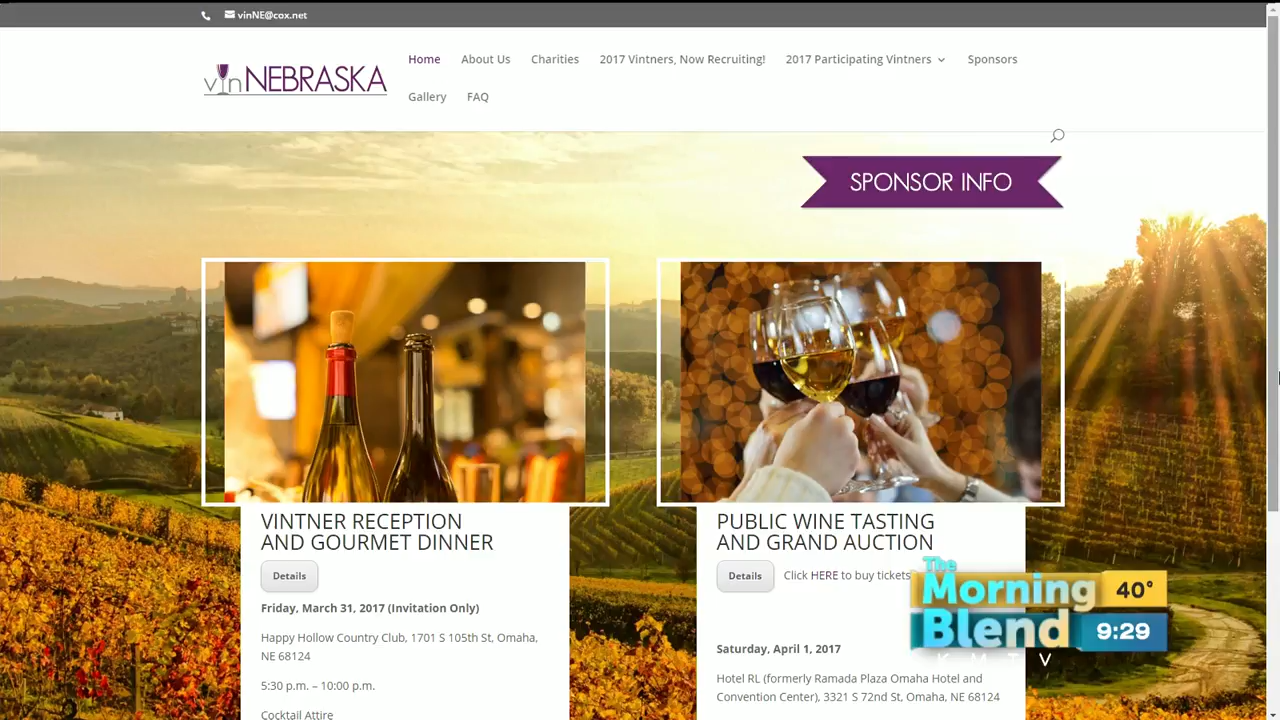 vinNE@cox.net
vin NEBRASKA
Home
About Us
Charities
2017 Vintners, Now Recruiting!
2017 Participating Vintners
Sponsors
Gallery
FAQ
SPONSOR INFO
VINTNER RECEPTION
AND GOURMET DINNER
Details
Friday, March 31, 2017 (Invitation Only)
Happy Hollow Country Club, 1701 S 105th St, Omaha,
NE 68124
5:30 p.m. – 10:00 p.m.
Cocktail Attire
PUBLIC WINE TASTING
AND GRAND AUCTION
Details
Click HERE to buy tickets
Saturday, April 1, 2017
Hotel RL (formerly Ramada Plaza Omaha Hotel and
Convention Center), 3321 S 72nd St, Omaha, NE 68124
The
Morning
Blend
40°
9:29
KMTV